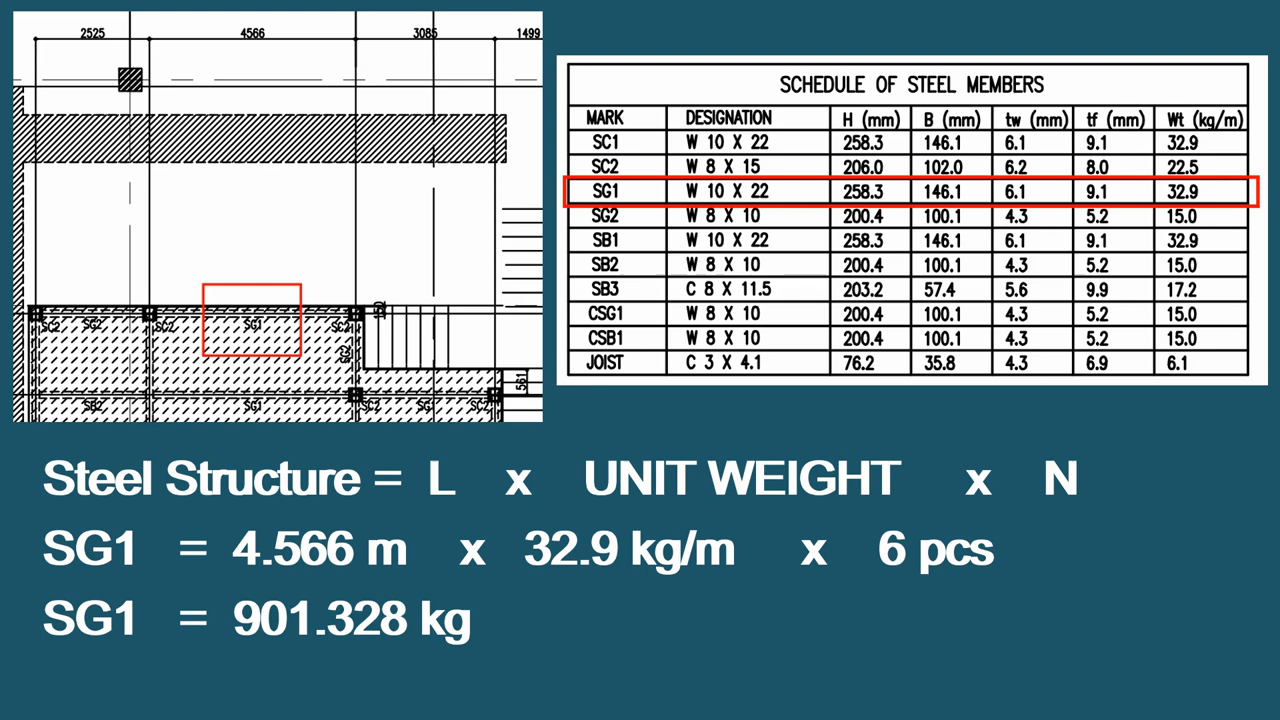 2525 4566 3085 1499
150
SC2 SG2 SC2 SG1 SC2
SG2
561
SB2 SG1 SC2 SG SC2
SCHEDULE OF STEEL MEMBERS
MARK DESIGNATION H (mm) B (mm) tw (mm) tf (mm) Wt (kg/m)
SC1 W 10 X 22 258.3 146.1 6.1 9.1 32.9
SC2 W 8 X 15 206.0 102.0 6.2 8.0 22.5
SG1 W 10 X 22 258.3 146.1 6.1 9.1 32.9
SG2 W 8 X 10 200.4 100.1 4.3 5.2 15.0
SB1 W 10 X 22 258.3 146.1 6.1 9.1 32.9
SB2 W 8 X 10 200.4 100.1 4.3 5.2 15.0
SB3 C 8 X 11.5 203.2 57.4 5.6 9.9 17.2
CSG1 W 8 X 10 200.4 100.1 4.3 5.2 15.0
CSB1 W 8 X 10 200.4 100.1 4.3 5.2 15.0
JOIST C 3 X 4.1 76.2 35.8 4.3 6.9 6.1
Steel Structure = L x UNIT WEIGHT x N
SG1 = 4.566 m x 32.9 kg/m x 6 pcs
SG1 = 901.328 kg